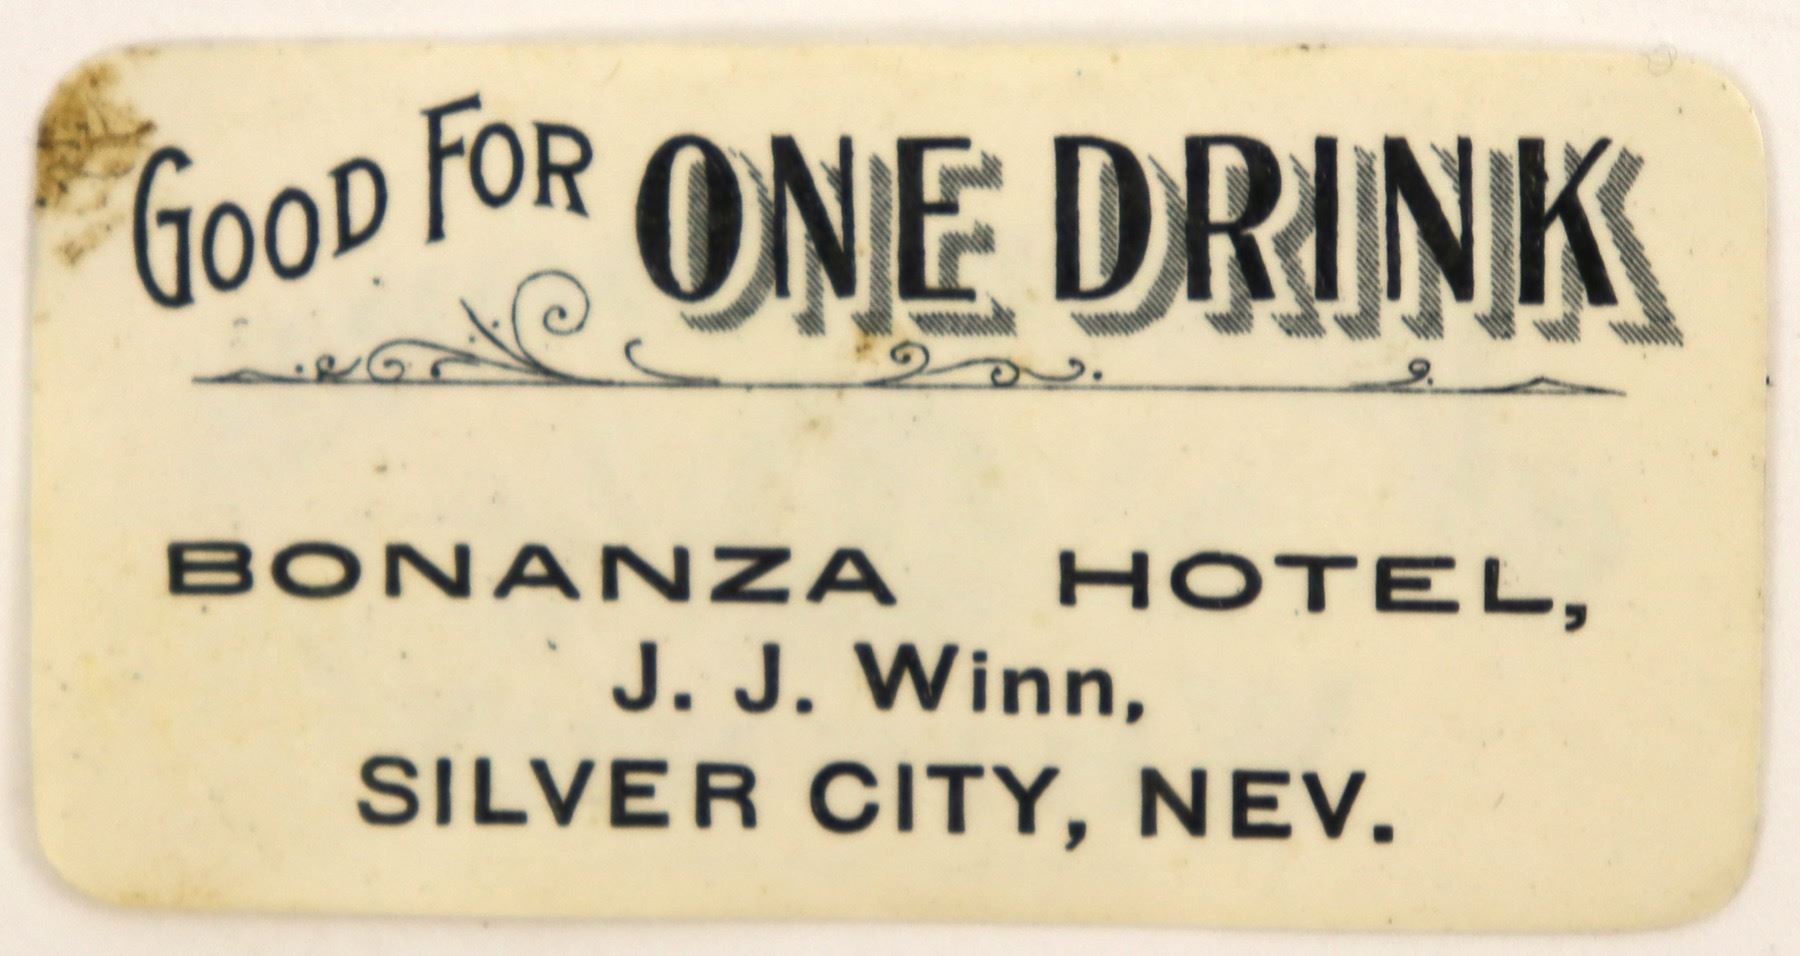 GOOD FOR ONE DRINK
BONANZA HOTEL,
J. J. Winn,
SILVER CITY, NEV.